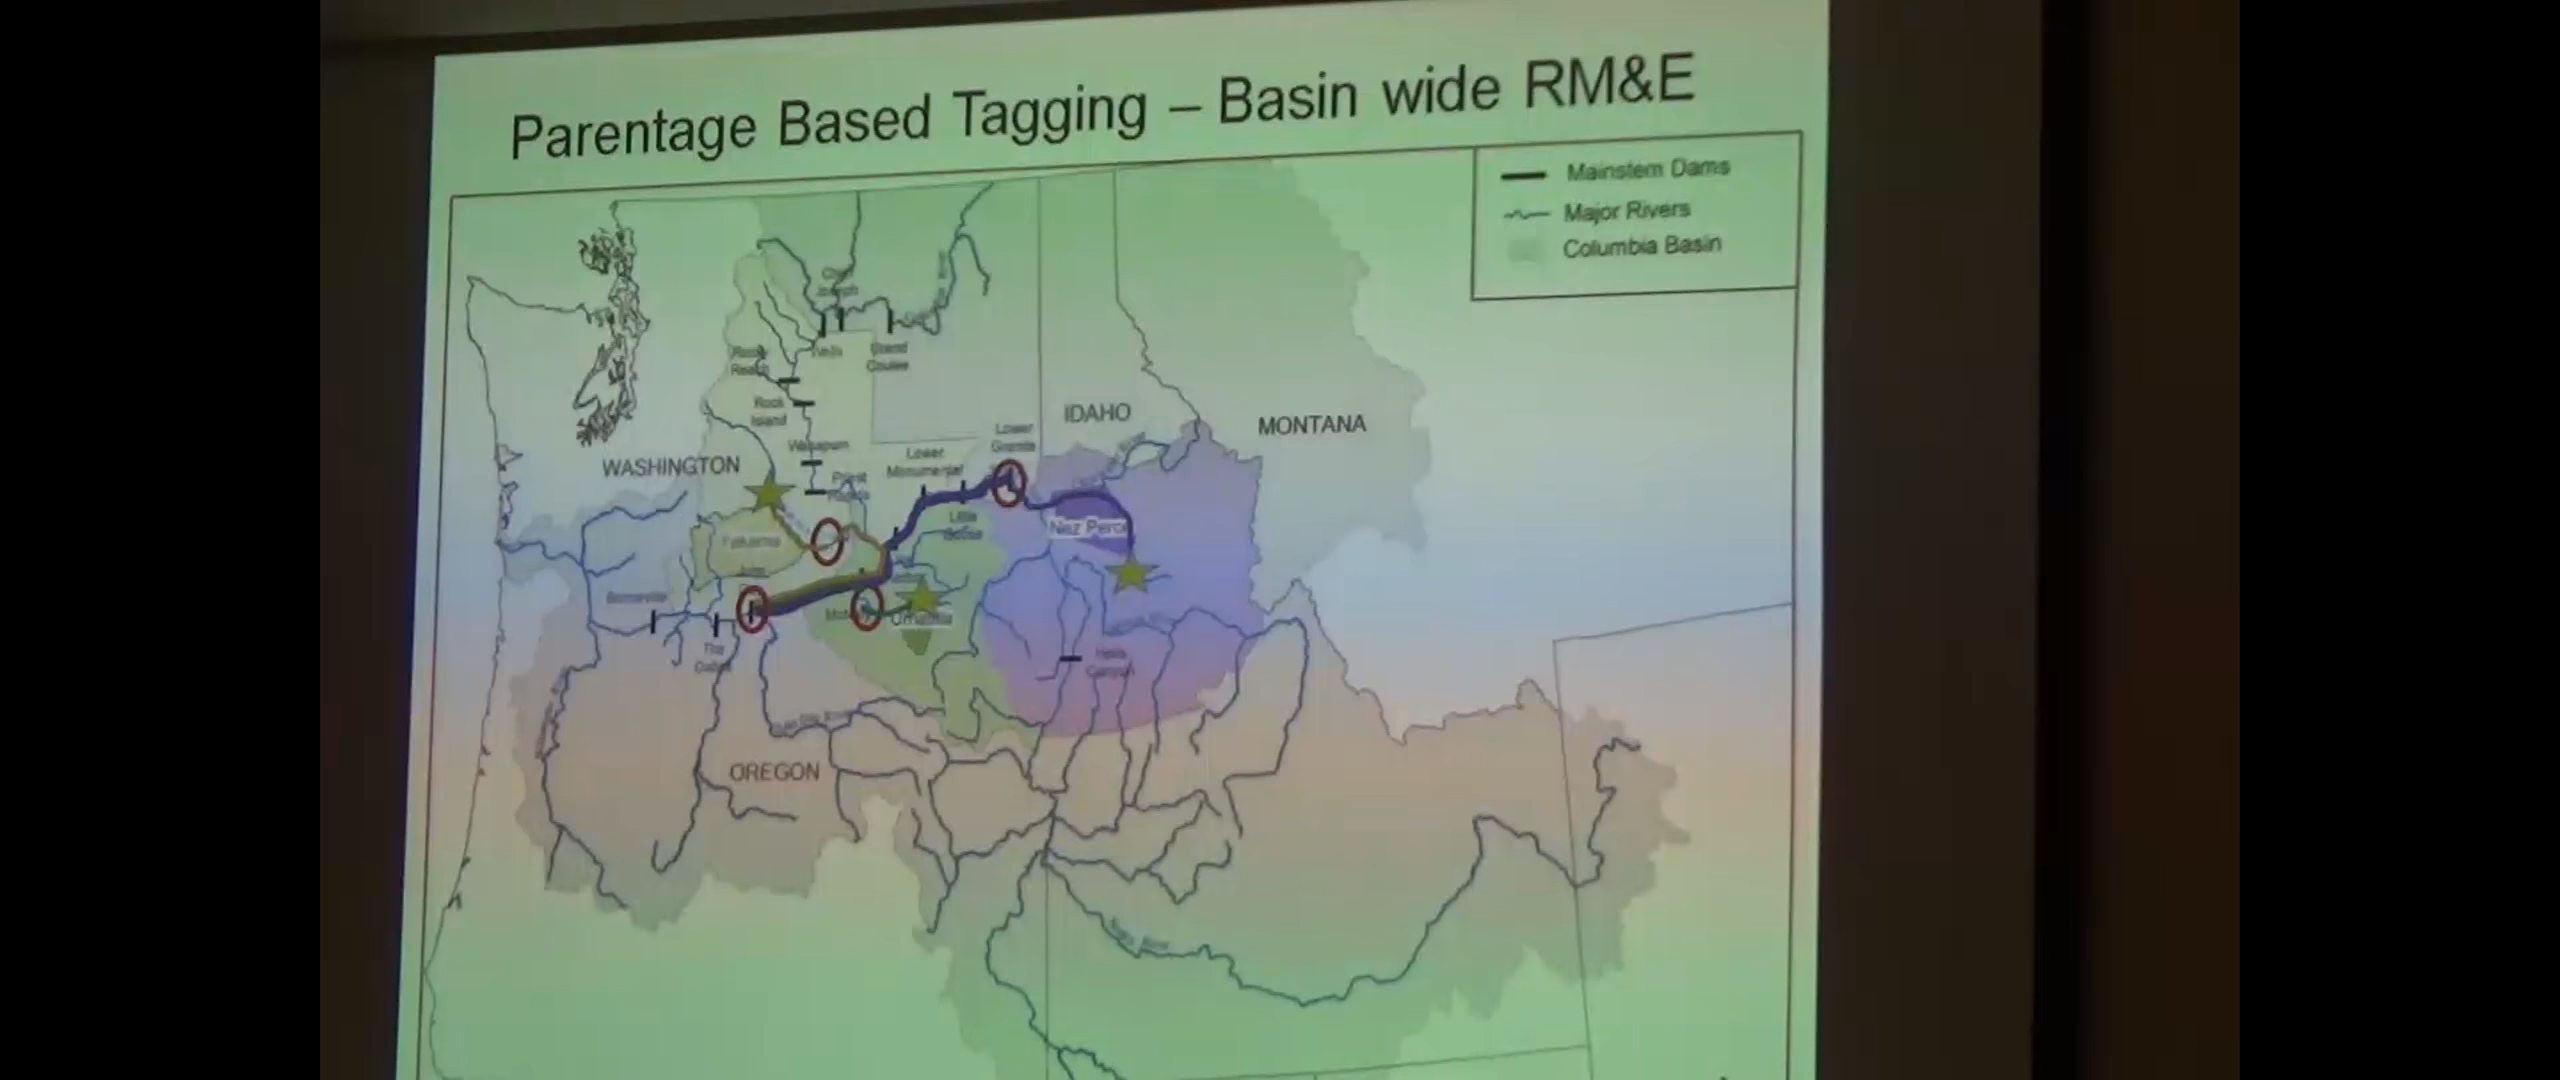 Parentage Based Tagging – Basin wide RM&E
Mainstem Dams
Major Rivers
Columbia Basin
Chief
Joseph
Wells
Grand
Coulee
Rocky
Reach
Rock
Island
Wanapum
Priest
Lower
Monumental
Lower
Granite
IDAHO
MONTANA
WASHINGTON
Little
Goose
Nez Perce
Yakama
Bonneville
The
Umatilla
Hells
Canyon
OREGON